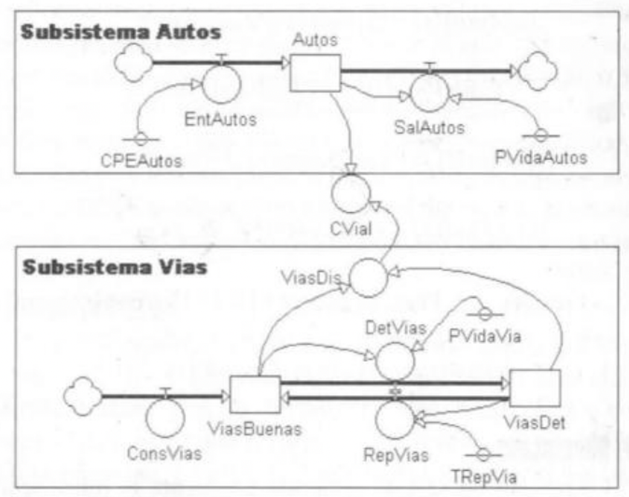 Subsistema Autos
Autos
EntAutos
SalAutos
CPEAutos
PVidaAutos
CVial
Subsistema Vias
ViasDis
DetVias
PVidaVia
ViasBuenas
ViasDet
ConsVias
RepVias
TRepVia